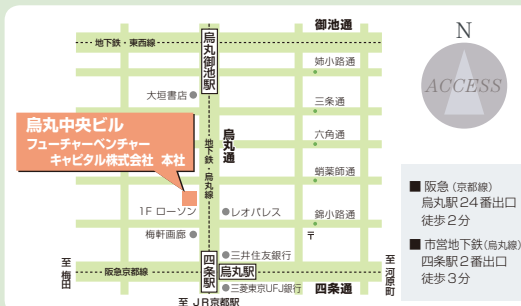 御池通
地下鉄・東西線
烏丸御池駅
姉小路通
大垣書店
三条通
烏丸中央ビル
フューチャーベンチャー
キャピタル株式会社 本社
六角通
烏丸通
地下鉄・烏丸線
蛸薬師通
1F ローソン
レオパレス
錦小路通
梅軒画廊
〒
三井住友銀行
至 梅田
阪急京都線
四条駅
烏丸駅
至 河原町
三菱東京UFJ銀行
四条通
至 JR京都駅
N
ACCESS
■ 阪急 (京都線)
烏丸駅24番出口
徒歩2分
■ 市営地下鉄(烏丸線)
四条駅2番出口
徒歩3分